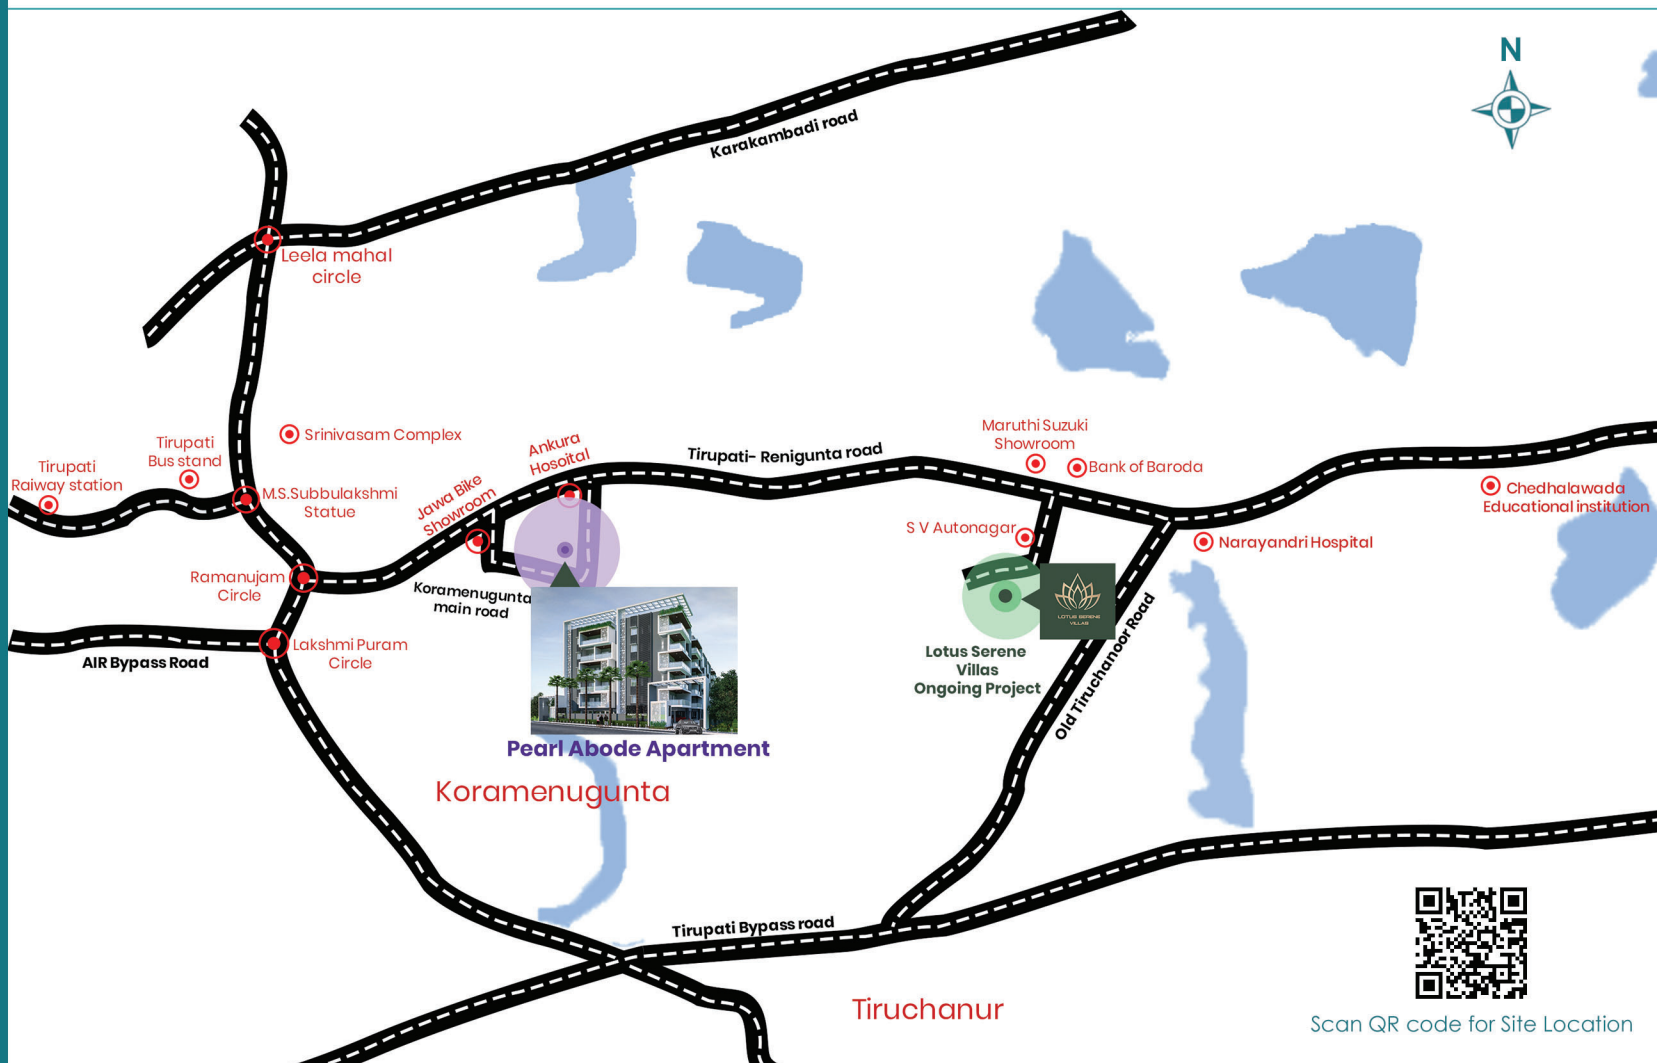 N
Karakambadi road
Leela mahal
circle
Maruthi Suzuki
Showroom
Tirupati
Bus stand
Srinivasam Complex
Ankura
Hosoital
Tirupati- Renigunta road
Bank of Baroda
Tirupati
Raiway station
M.S.Subbulakshmi
Statue
Jawa Bike
Showroom
Chedhalawada
Educational institution
S V Autonagar
Narayandri Hospital
Ramanujam
Circle
Koramenugunta
main road
LOTUS SERENE
VILLAS
Lakshmi Puram
Circle
AIR Bypass Road
Lotus Serene
Villas
Ongoing Project
Old Tiruchanoor Road
Pearl Abode Apartment
Koramenugunta
Tirupati Bypass road
Tiruchanur
Scan QR code for Site Location